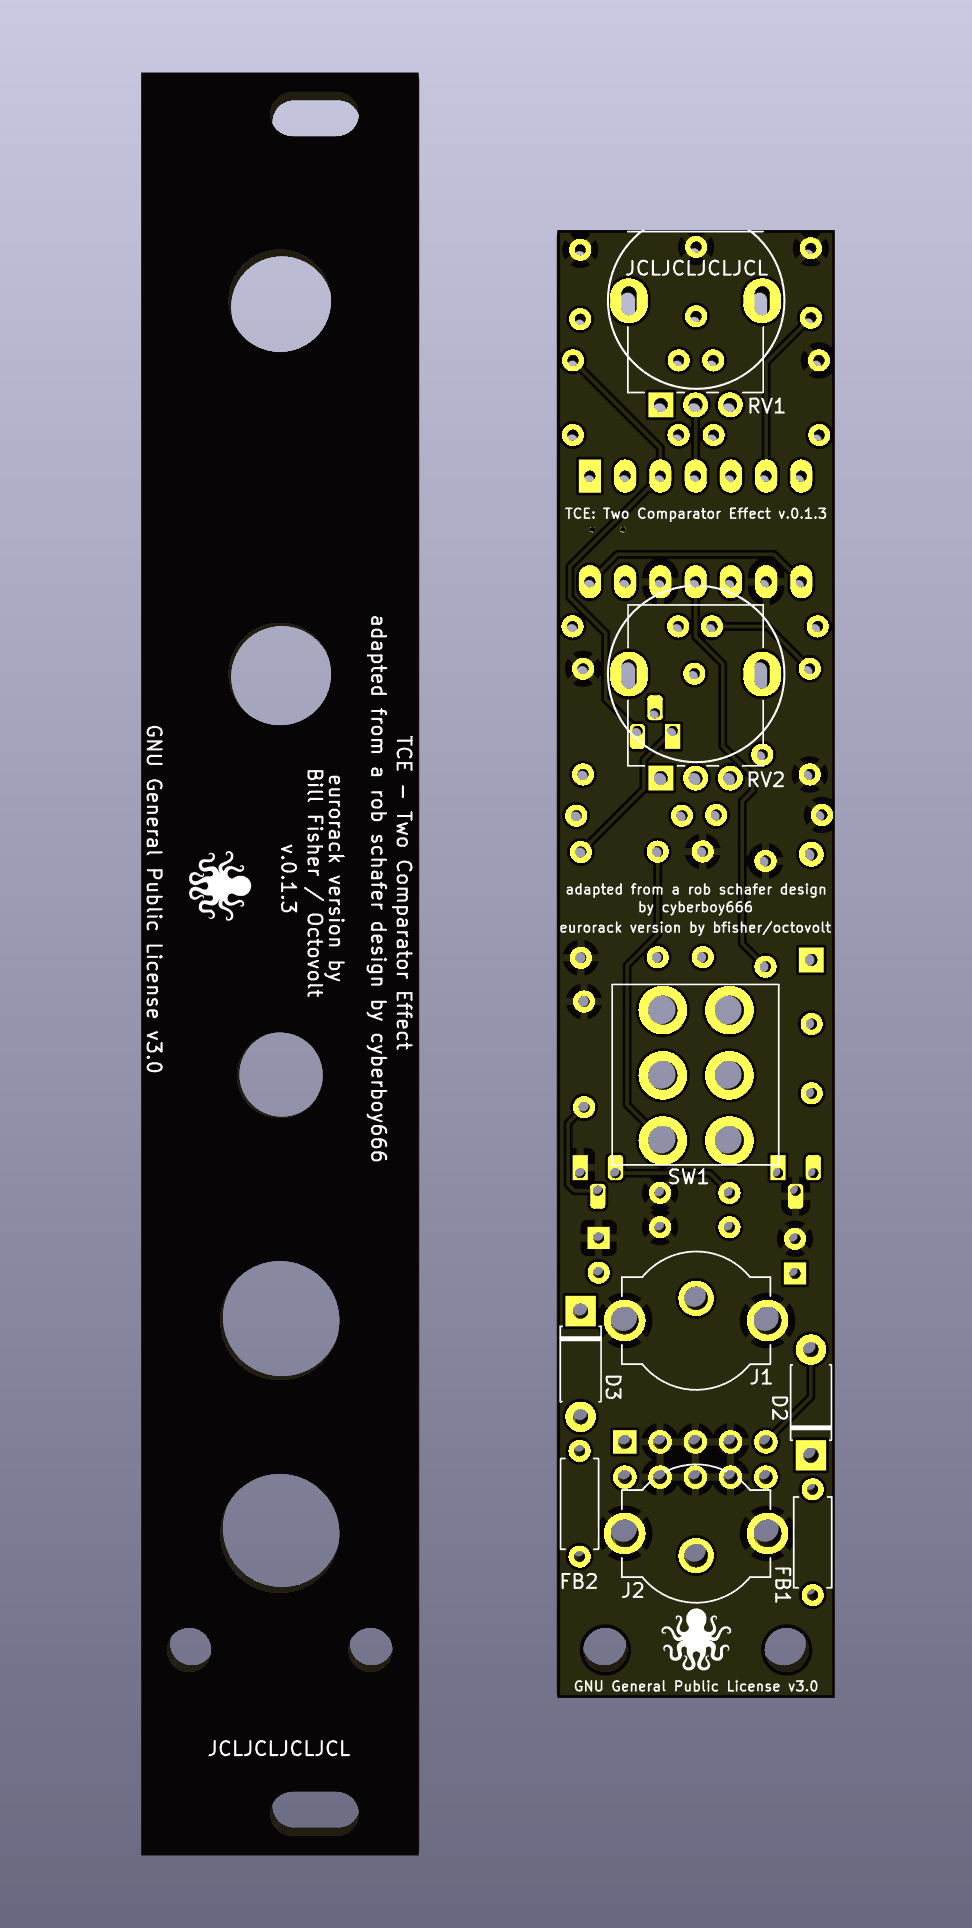 TCE – Two Comparator Effect
adapted from a rob schafer design by cyberboy666
eurorack version by
Bill Fisher / Octovolt
v.0.1.3
GNU General Public License v3.0
JCLJCLJCLJCL
JCLJCLJCLJCL
RV1
TCE: Two Comparator Effect v.0.1.3
RV2
adapted from a rob schafer design
by cyberboy666
eurorack version by bfisher/octovolt
SW1
J1
D3
D2
FB2
J2
FB1
GNU General Public License v3.0